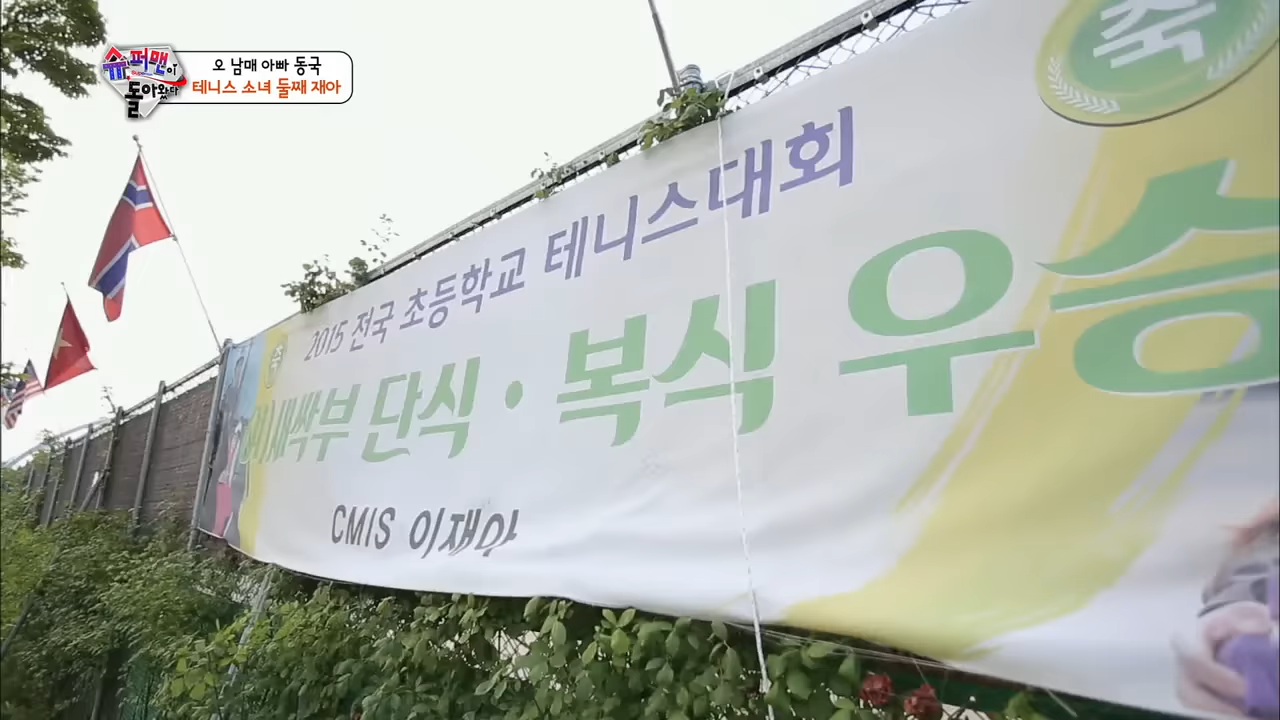 슈퍼맨이
돌아왔다
오 남매 아빠 동국
테니스 소녀 둘째 재아
축
2015 전국 초등학교 테니스대회
새싹부 단식 · 복식 우승
CMIS 이재아